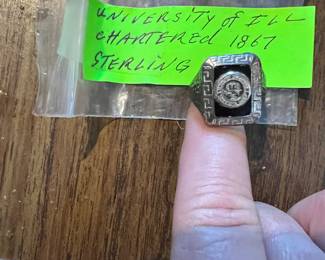 UNIVERSITY of ILL
CHARTERED 1867
STERLING